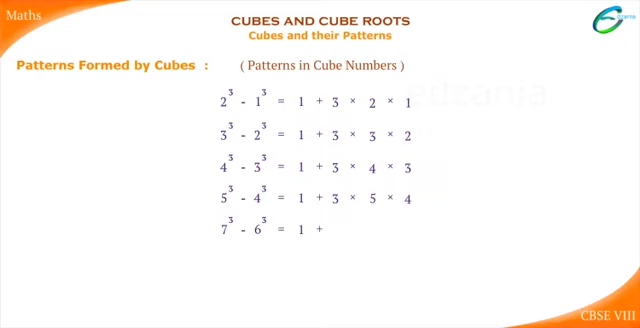 Maths
CUBES AND CUBE ROOTS
Cubes and their Patterns
edzania
Patterns Formed by Cubes : ( Patterns in Cube Numbers )
edzania
2³ - 1³ = 1 + 3 × 2 × 1
3³ - 2³ = 1 + 3 × 3 × 2
4³ - 3³ = 1 + 3 × 4 × 3
5³ - 4³ = 1 + 3 × 5 × 4
7³ - 6³ = 1 +
CBSE VIII